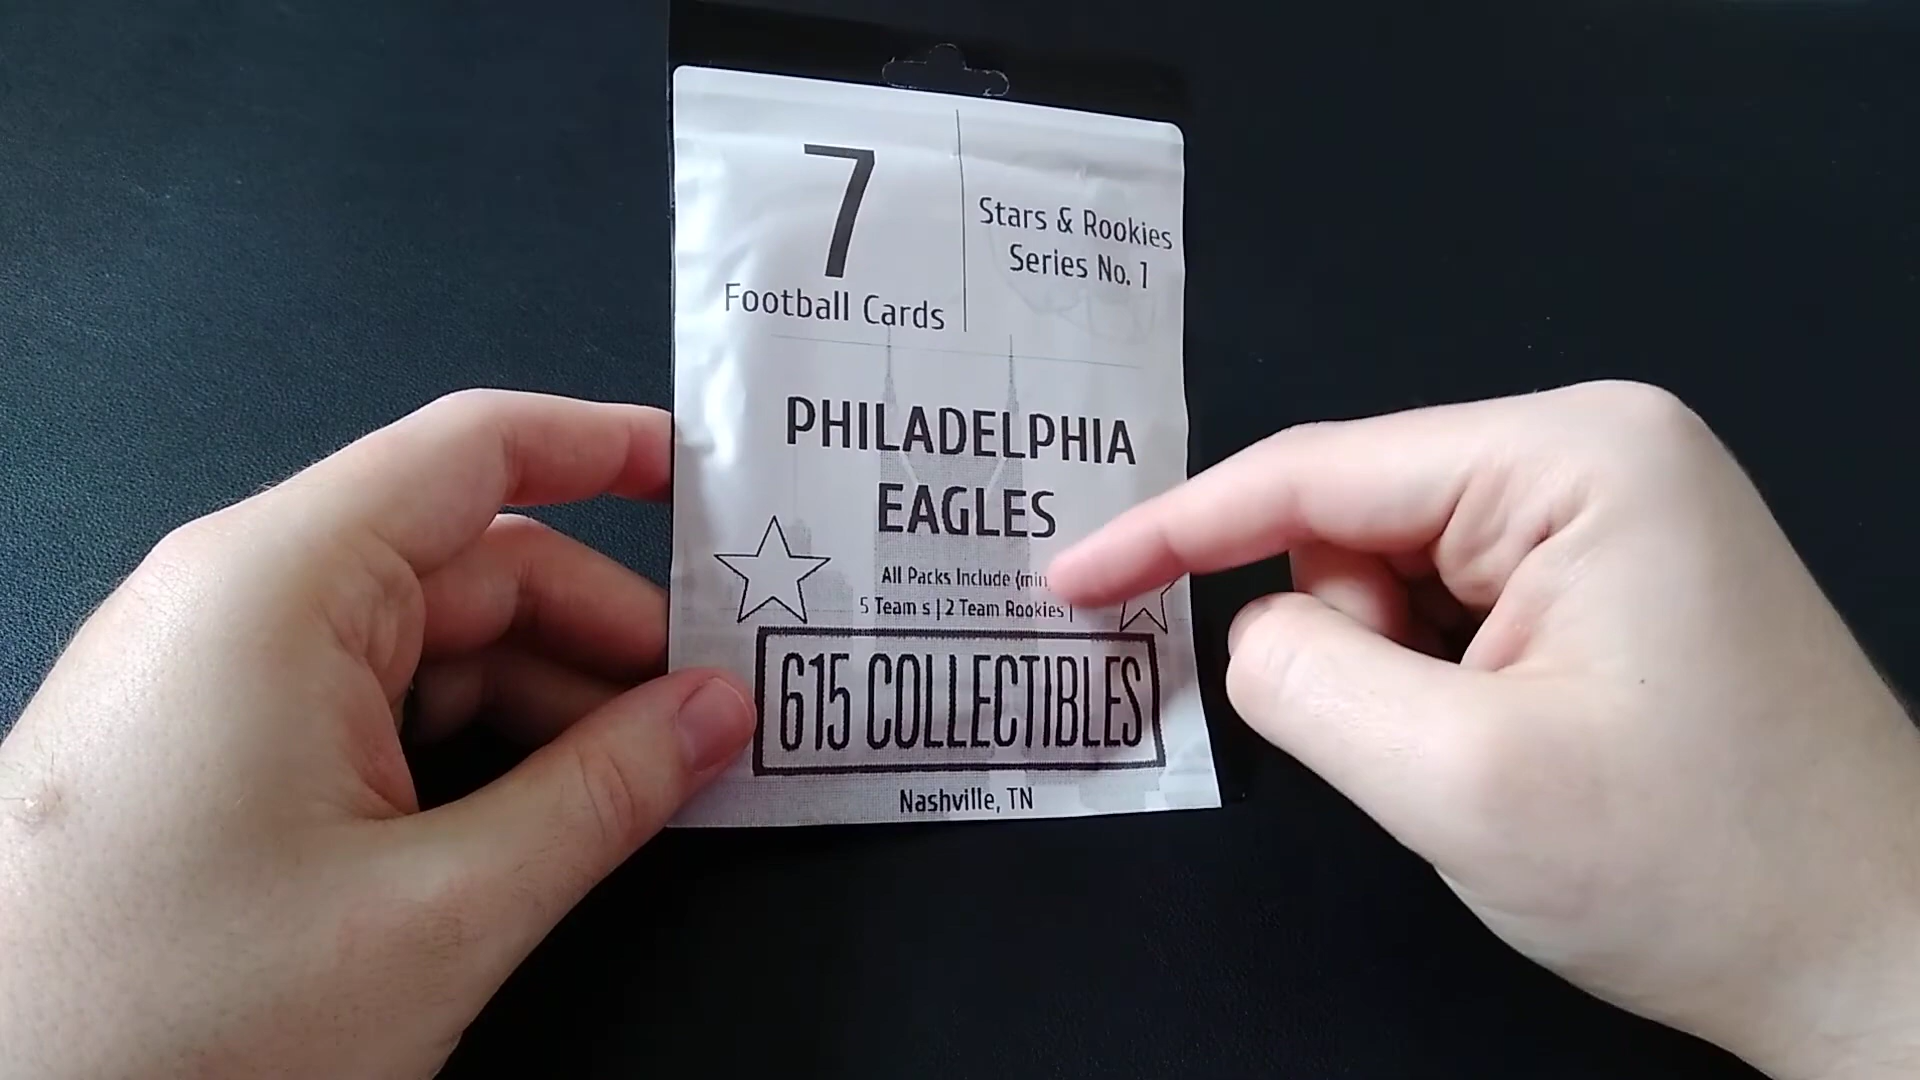 7
Football Cards
Stars & Rookies
Series No. 1
PHILADELPHIA
EAGLES
All Packs Include (min
5 Team s | 2 Team Rookies |
615 COLLECTIBLES
Nashville, TN